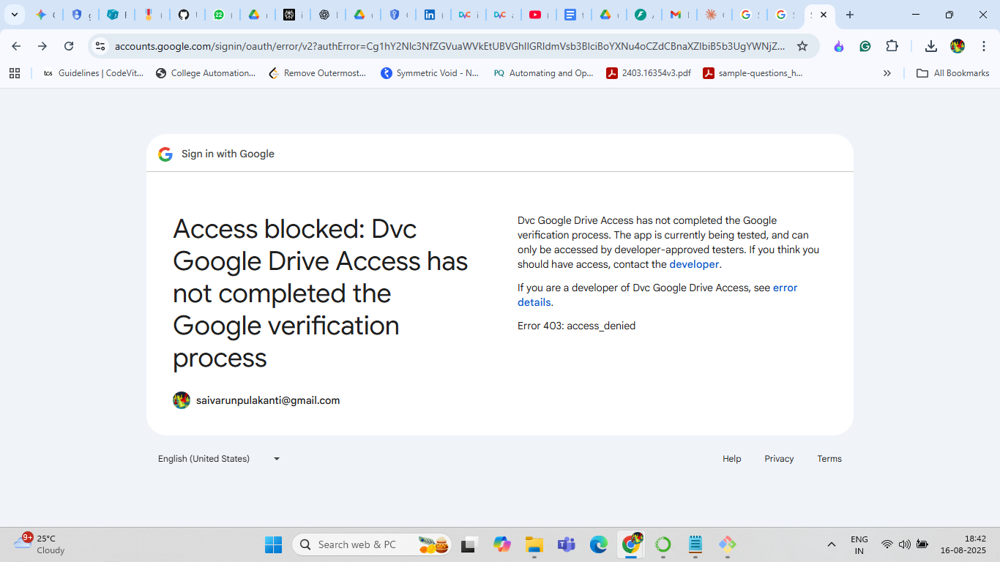 accounts.google.com/signin/oauth/error/v2?authError=Cg1hY2Nlc3NfZGVuaWVkEtUBVGhlIGRldmVsb3BlciBoYXNu4oCZdCBnaXZlbiB5b3UgYWNjZ...
Guidelines | CodeVit...
College Automation...
Remove Outermost...
Symmetric Void - N...
PQ Automating and Op...
2403.16354v3.pdf
sample-questions_h...
All Bookmarks
Sign in with Google
Access blocked: Dvc
Google Drive Access has
not completed the
Google verification
process
saivarunpulakanti@gmail.com
Dvc Google Drive Access has not completed the Google
verification process. The app is currently being tested, and can
only be accessed by developer-approved testers. If you think you
should have access, contact the developer.
If you are a developer of Dvc Google Drive Access, see error
details.
Error 403: access_denied
English (United States)
Help
Privacy
Terms
9+
25°C
Cloudy
Search web & PC
ENG
IN
18:42
16-08-2025